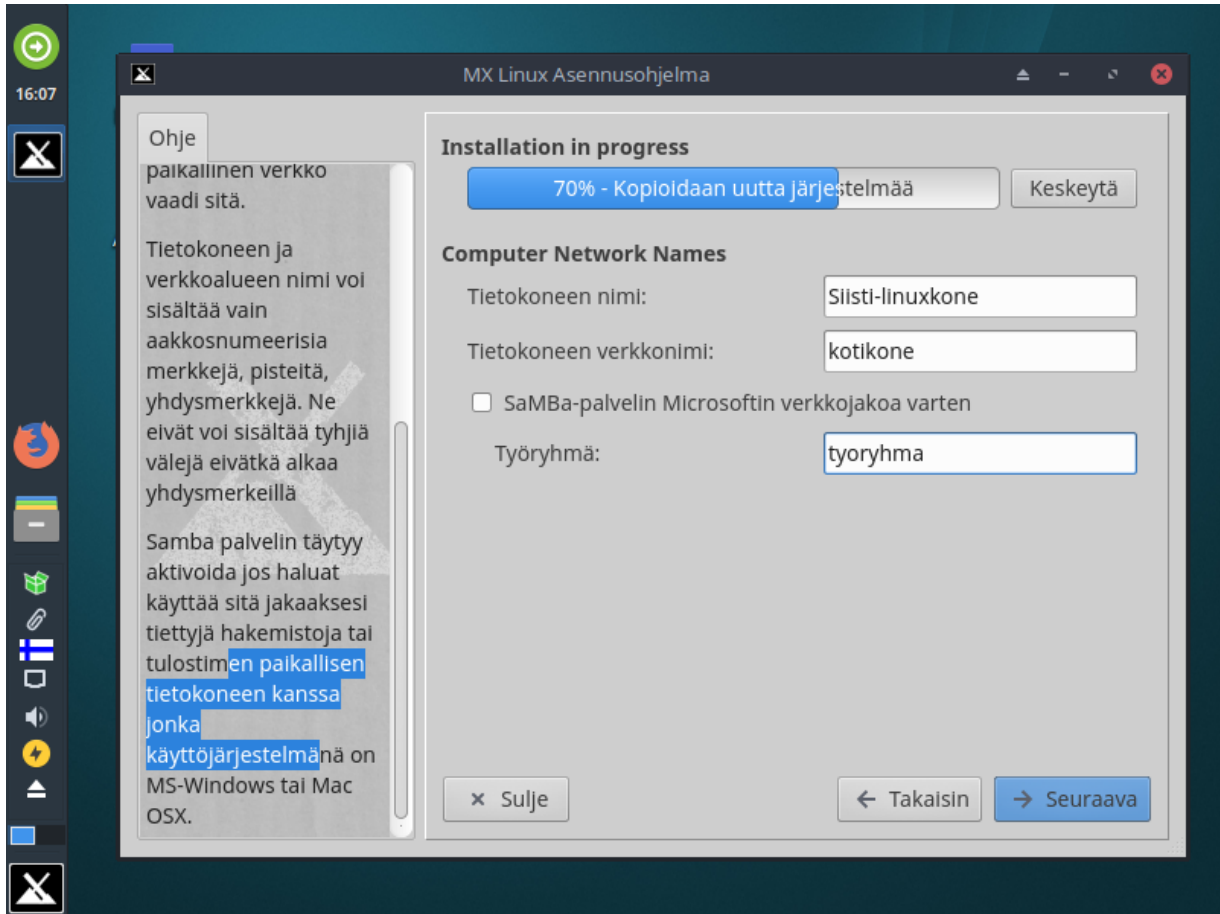 16:07
MX Linux Asennusohjelma
Ohje
paikallinen verkko
vaadi sitä.
Tietokoneen ja
verkkoalueen nimi voi
sisältää vain
aakkosnumeerisia
merkkejä, pisteitä,
yhdysmerkkejä. Ne
eivät voi sisältää tyhjiä
välejä eivätkä alkaa
yhdysmerkeillä
Samba palvelin täytyy
aktivoida jos haluat
käyttää sitä jakaaksesi
tiettyjä hakemistoja tai
tulostimen paikallisen
tietokoneen kanssa
jonka
käyttöjärjestelmänä on
MS-Windows tai Mac
OSX.
Installation in progress
70% - Kopioidaan uutta järjestelmää
Keskeytä
Computer Network Names
Tietokoneen nimi:
Siisti-linuxkone
Tietokoneen verkkonimi:
kotikone
SaMBa-palvelin Microsoftin verkkojakoa varten
Työryhmä:
tyoryhma
Sulje
Takaisin
Seuraava